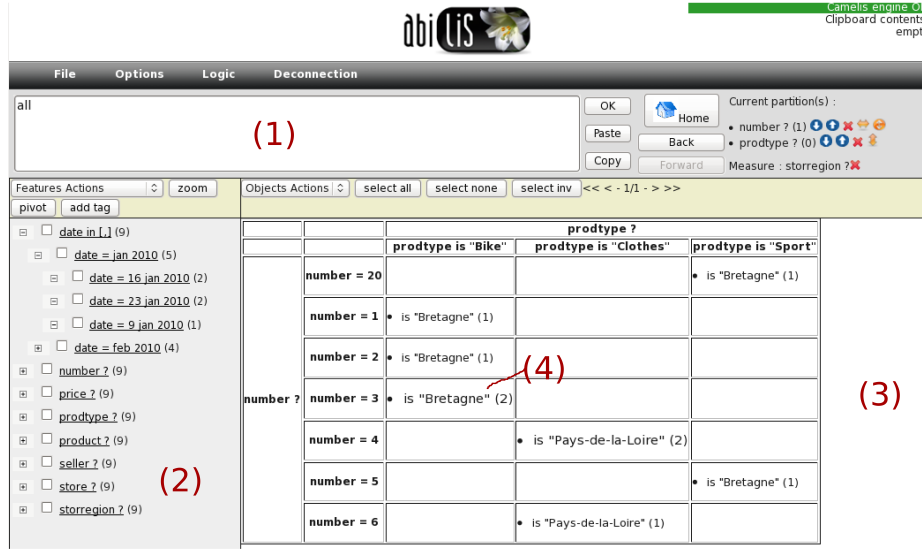 abi LIS
Camelis engine O
Clipboard contents
empt
File Options Logic Deconnection
all
(1)
OK
Paste
Copy
Home
Back
Forward
Current partition(s) :
• number ? (1)
• prodtype ? (0)
Measure : storregion ?
Features Actions zoom
pivot add tag
Objects Actions select all select none select inv << < - 1/1 - > >>
date in [,] (9)
date = jan 2010 (5)
date = 16 jan 2010 (2)
date = 23 jan 2010 (2)
date = 9 jan 2010 (1)
date = feb 2010 (4)
number ? (9)
price ? (9)
prodtype ? (9)
product ? (9)
seller ? (9)
store ? (9)
storregion ? (9)
(2)
prodtype ?
prodtype is "Bike" prodtype is "Clothes" prodtype is "Sport"
number ?
number = 20 • is "Bretagne" (1)
number = 1 • is "Bretagne" (1)
number = 2 • is "Bretagne" (1)
(4)
number = 3 • is "Bretagne" (2)
number = 4 • is "Pays-de-la-Loire" (2)
number = 5 • is "Bretagne" (1)
number = 6 • is "Pays-de-la-Loire" (1)
(3)